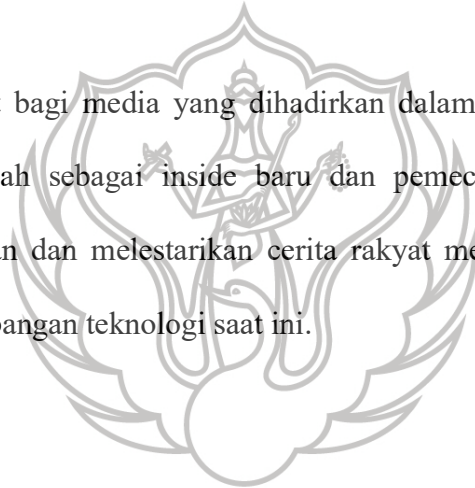 bagi media yang dihadirkan dalam
ah sebagai inside baru dan pemec
n dan melestarikan cerita rakyat me
bangan teknologi saat ini.